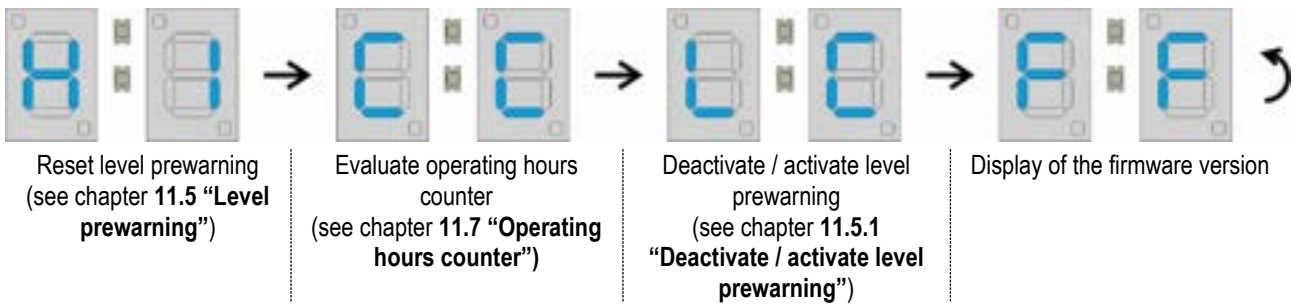 H 1 → C C → L C → F F
Reset level prewarning
(see chapter 11.5 “Level
prewarning”)
Evaluate operating hours
counter
(see chapter 11.7 “Operating
hours counter”)
Deactivate / activate level
prewarning
(see chapter 11.5.1
“Deactivate / activate level
prewarning”)
Display of the firmware version